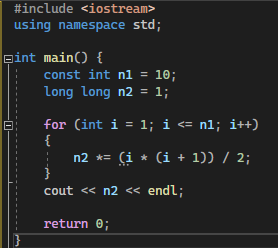 #include <iostream>
using namespace std;
int main() {
const int n1 = 10;
long long n2 = 1;
for (int i = 1; i <= n1; i++)
{
n2 *= (i * (i + 1)) / 2;
}
cout << n2 << endl;
return 0;
}